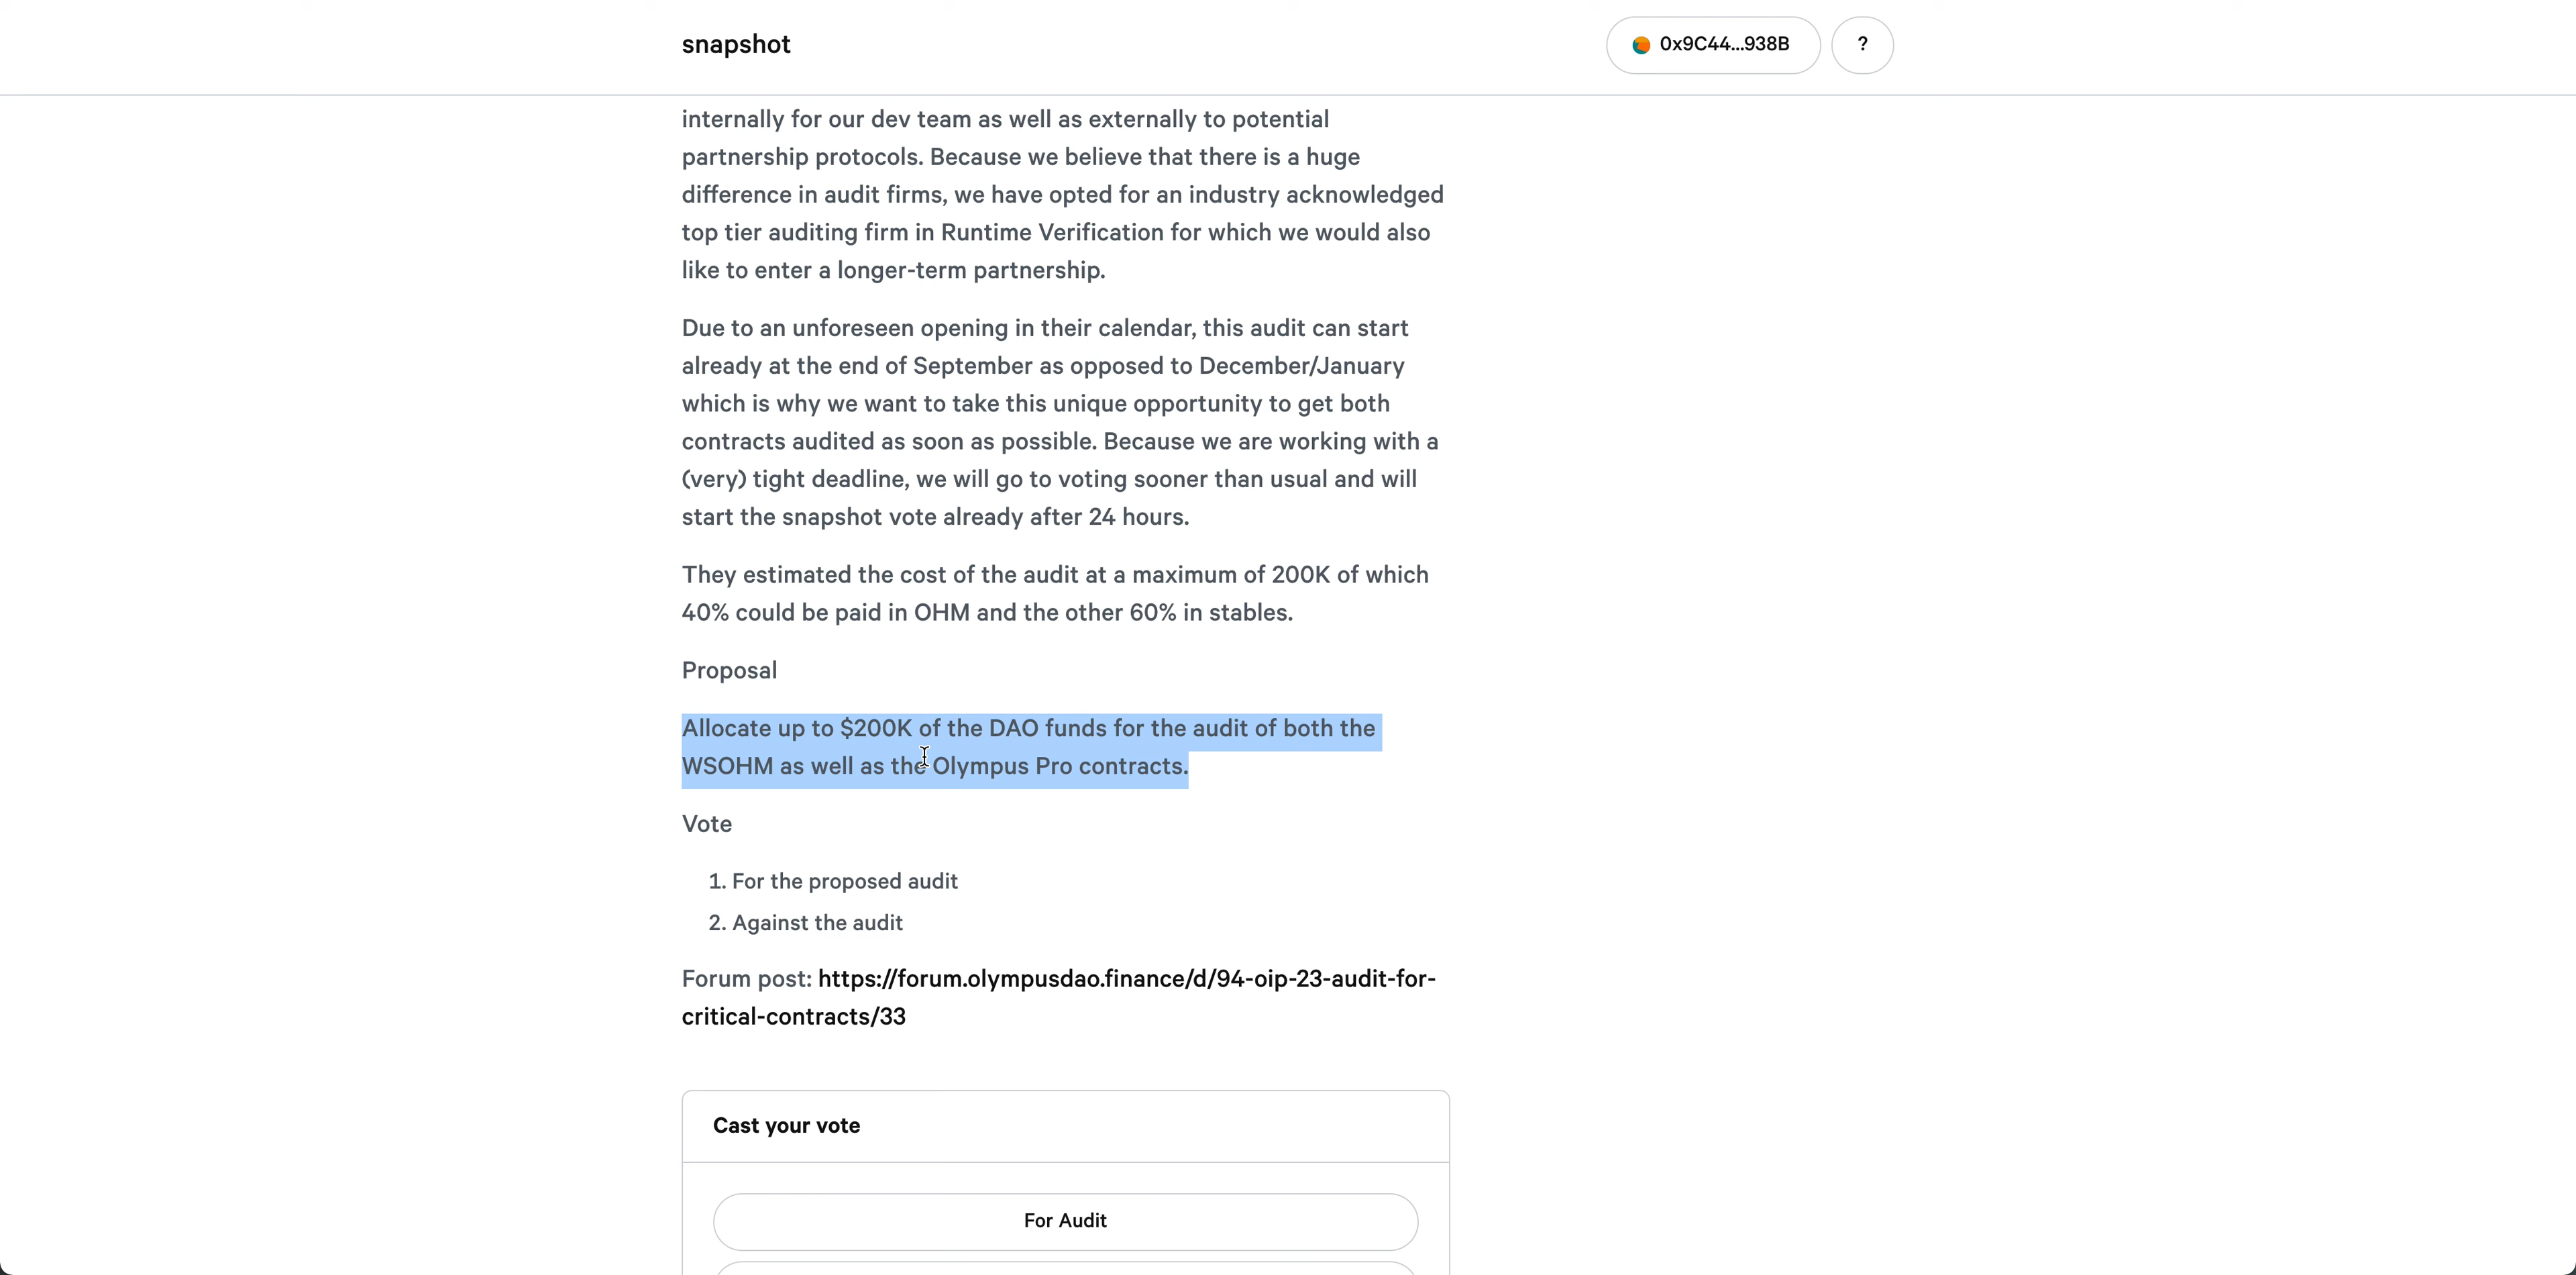 snapshot
0x9C44...938B
?
internally for our dev team as well as externally to potential
partnership protocols. Because we believe that there is a huge
difference in audit firms, we have opted for an industry acknowledged
top tier auditing firm in Runtime Verification for which we would also
like to enter a longer-term partnership.
Due to an unforeseen opening in their calendar, this audit can start
already at the end of September as opposed to December/January
which is why we want to take this unique opportunity to get both
contracts audited as soon as possible. Because we are working with a
(very) tight deadline, we will go to voting sooner than usual and will
start the snapshot vote already after 24 hours.
They estimated the cost of the audit at a maximum of 200K of which
40% could be paid in OHM and the other 60% in stables.
Proposal
Allocate up to $200K of the DAO funds for the audit of both the
WSOHM as well as the Olympus Pro contracts.
Vote
1. For the proposed audit
2. Against the audit
Forum post: https://forum.olympusdao.finance/d/94-oip-23-audit-for-
critical-contracts/33
Cast your vote
For Audit